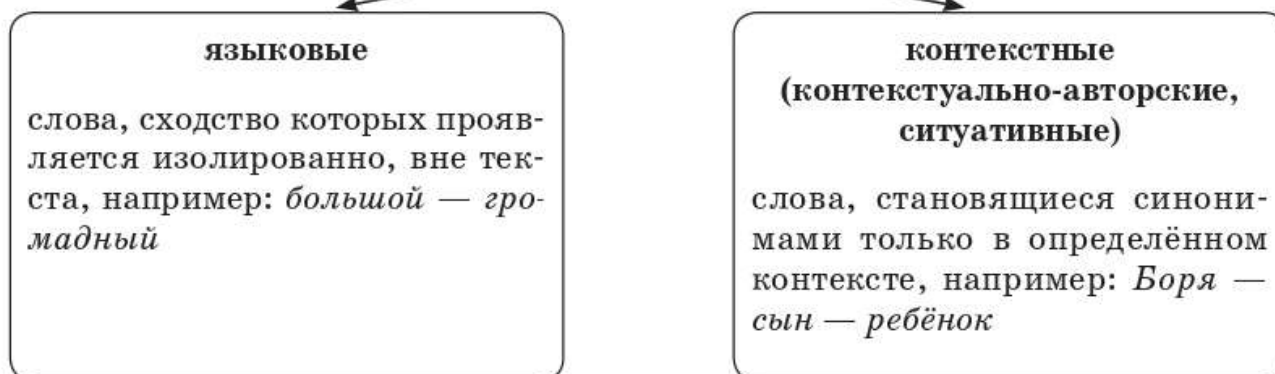 языковые
слова, сходство которых прояв-
ляется изолированно, вне тек-
ста, например: большой — гро-
мадный
контекстные
(контекстуально-авторские,
ситуативные)
слова, становящиеся синони-
мами только в определённом
контексте, например: Боря —
сын — ребёнок